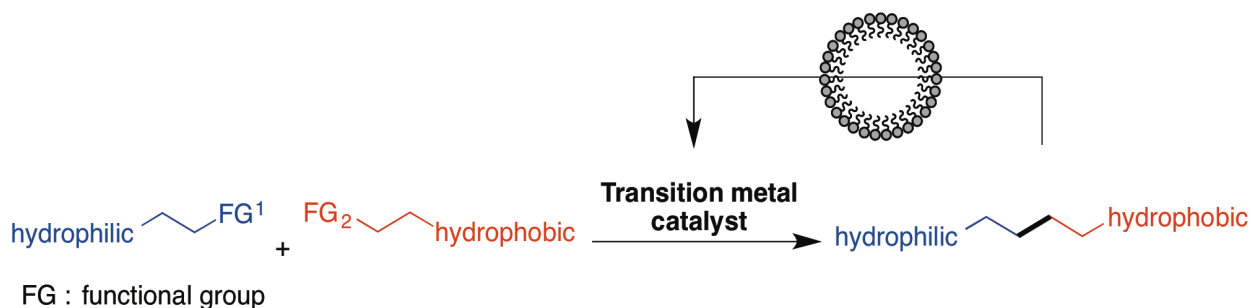 Transition metal
catalyst
hydrophilic FG¹ + FG₂ hydrophobic
hydrophilic hydrophobic
FG : functional group